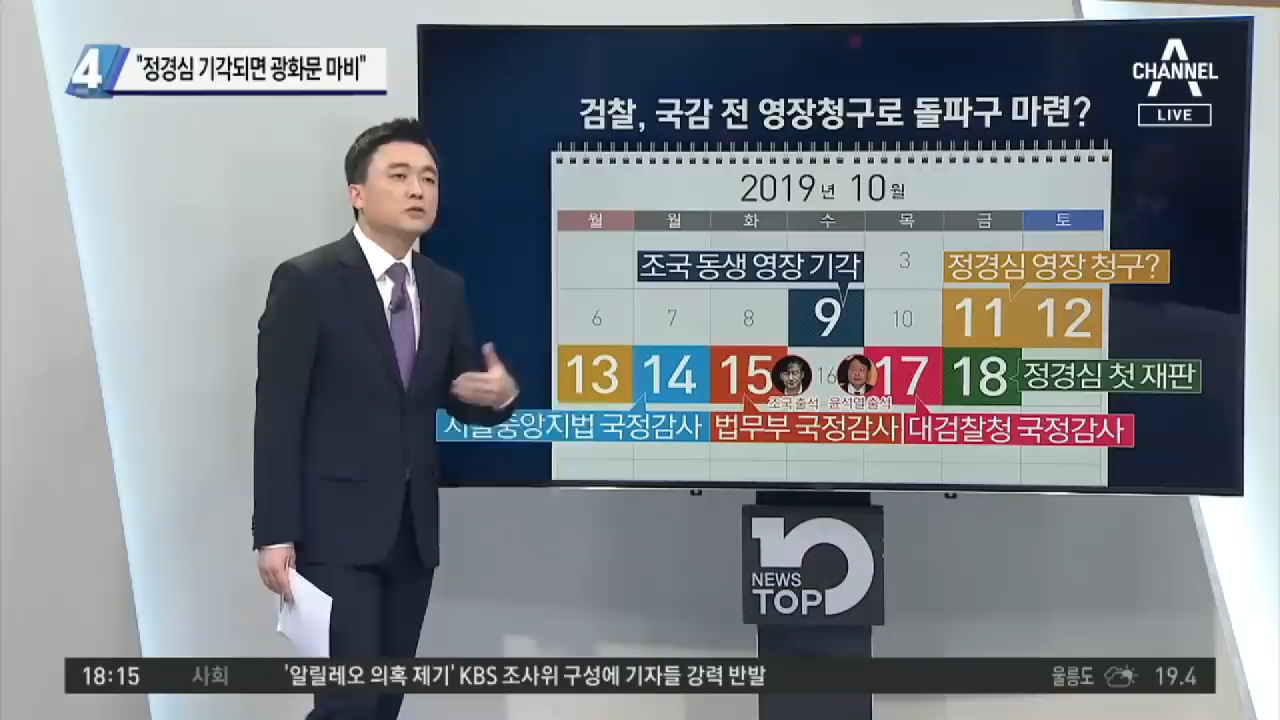 4 "정경심 기각되면 광화문 마비"
CHANNEL A
LIVE
검찰, 국감 전 영장청구로 돌파구 마련?
2019년 10월
월 월 화 수 목 금 토
조국 동생 영장 기각 3 정경심 영장 청구?
6 7 8 9 10 11 12
13 14 15 16 17 18 정경심 첫 재판
조국 출석 윤석열 출석
국정감사 법무부 국정감사 대검찰청 국정감사
NEWS TOP 10
18:15 사회 '알릴레오 의혹 제기' KBS 조사위 구성에 기자들 강력 반발 울릉도 19.4